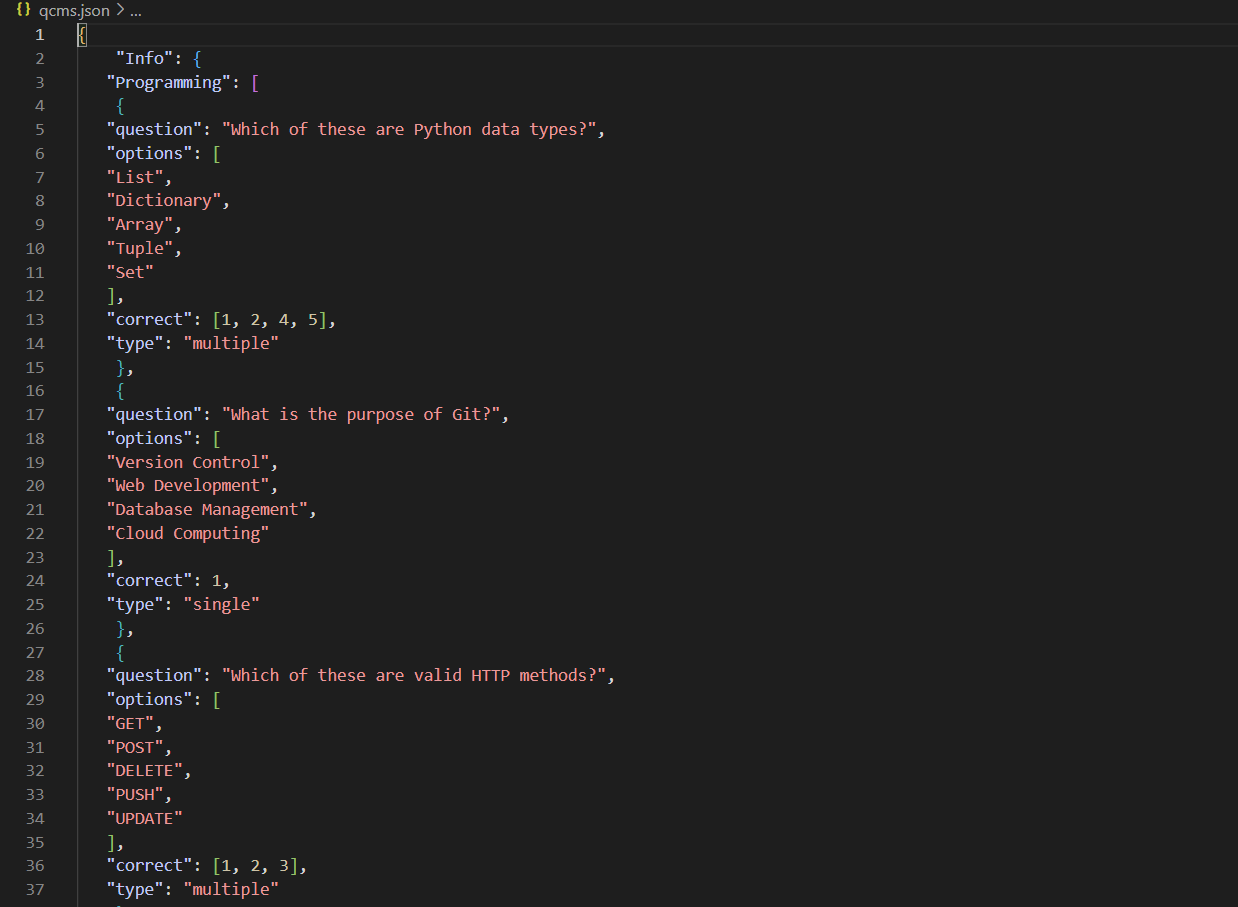 {} qcms.json > ...
1 {
2 "Info": {
3 "Programming": [
4 {
5 "question": "Which of these are Python data types?",
6 "options": [
7 "List",
8 "Dictionary",
9 "Array",
10 "Tuple",
11 "Set"
12 ],
13 "correct": [1, 2, 4, 5],
14 "type": "multiple"
15 },
16 {
17 "question": "What is the purpose of Git?",
18 "options": [
19 "Version Control",
20 "Web Development",
21 "Database Management",
22 "Cloud Computing"
23 ],
24 "correct": 1,
25 "type": "single"
26 },
27 {
28 "question": "Which of these are valid HTTP methods?",
29 "options": [
30 "GET",
31 "POST",
32 "DELETE",
33 "PUSH",
34 "UPDATE"
35 ],
36 "correct": [1, 2, 3],
37 "type": "multiple"